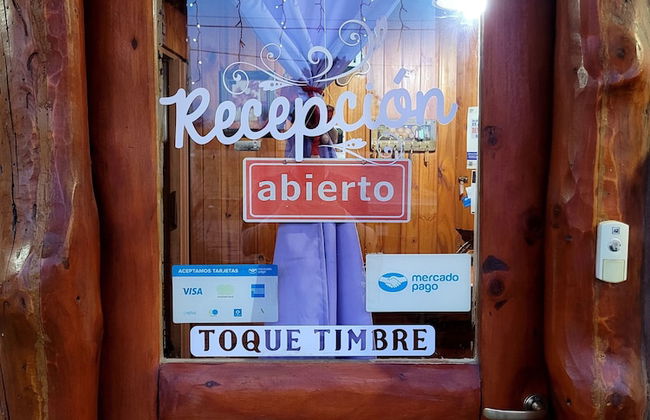 Recepción
abierto
ACEPTAMOS TARJETAS
VISA
mercado
pago
TOQUE TIMBRE